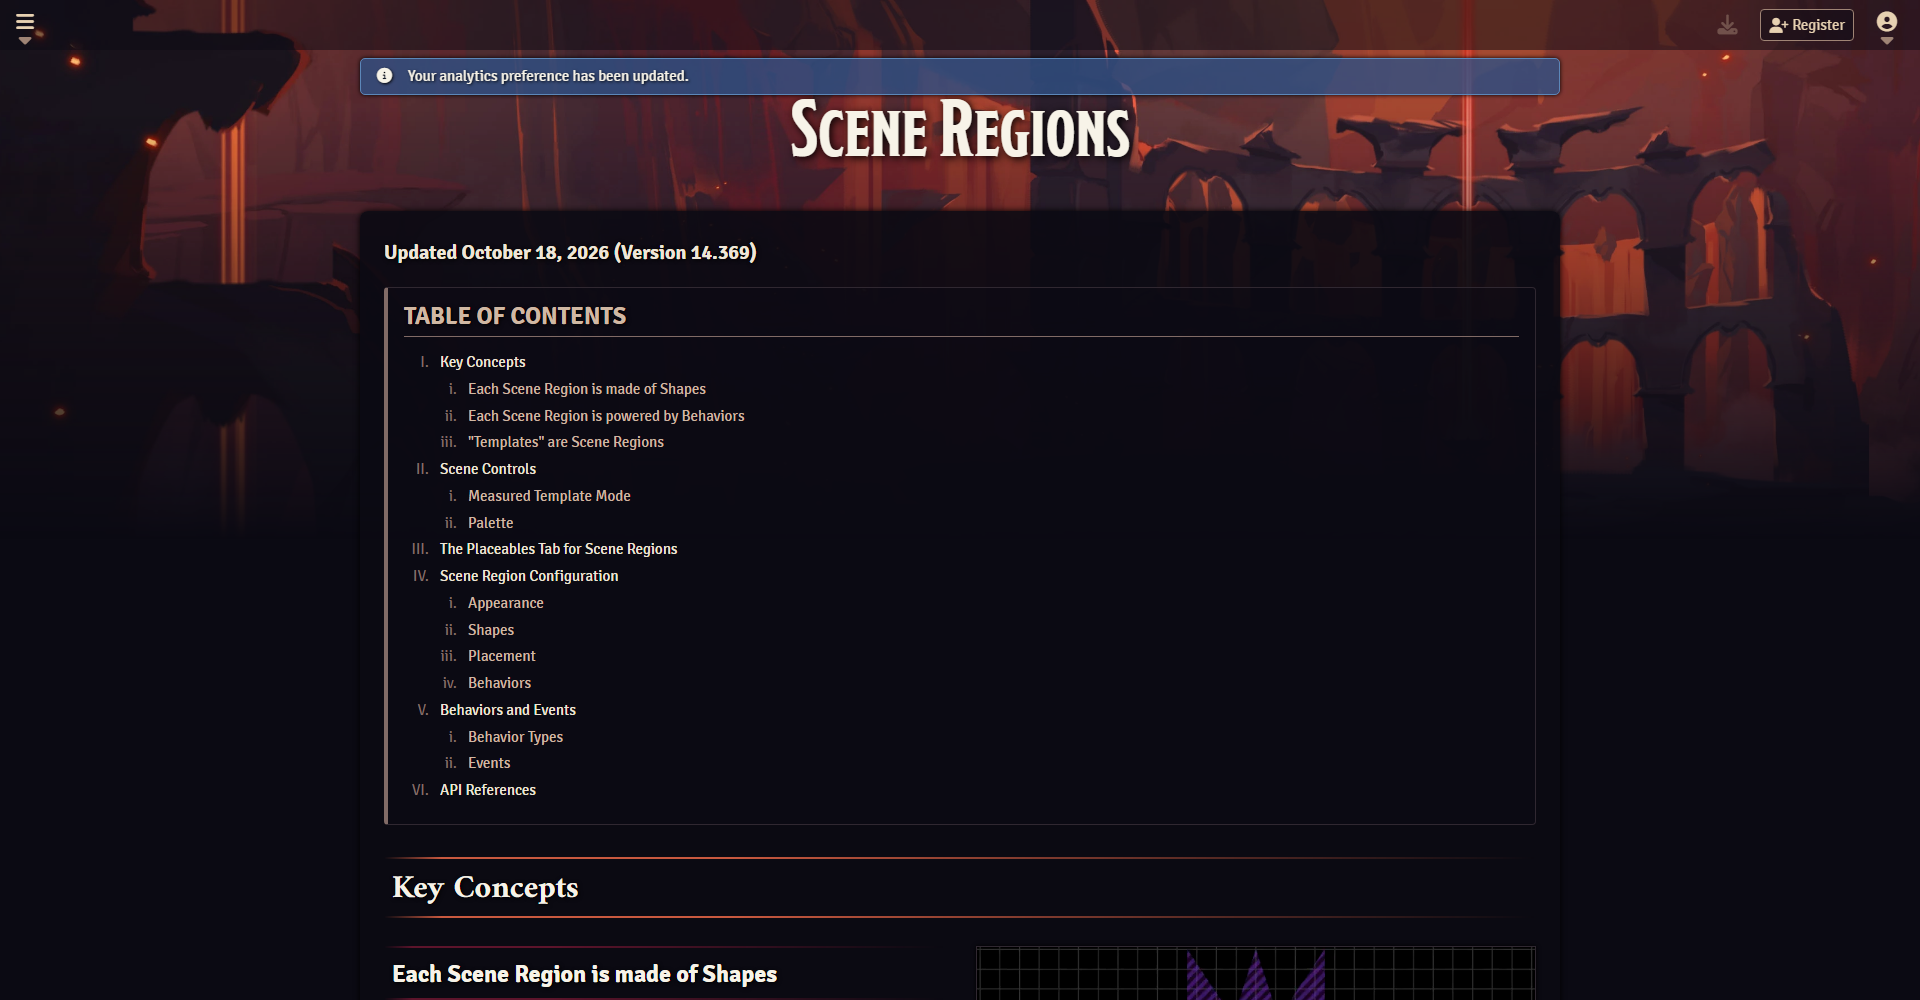 Register
Your analytics preference has been updated.
Scene Regions
Updated October 18, 2026 (Version 14.369)
TABLE OF CONTENTS
I. Key Concepts
i. Each Scene Region is made of Shapes
ii. Each Scene Region is powered by Behaviors
iii. "Templates" are Scene Regions
II. Scene Controls
i. Measured Template Mode
ii. Palette
III. The Placeables Tab for Scene Regions
IV. Scene Region Configuration
i. Appearance
ii. Shapes
iii. Placement
iv. Behaviors
V. Behaviors and Events
i. Behavior Types
ii. Events
VI. API References
Key Concepts
Each Scene Region is made of Shapes